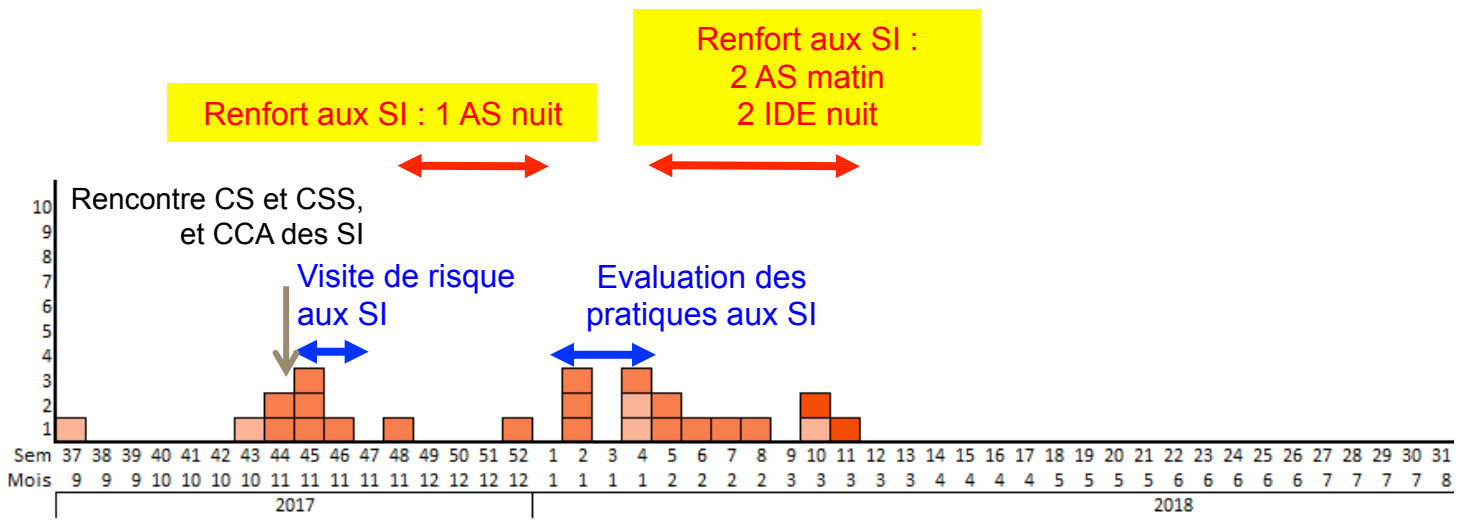 Renfort aux SI :
2 AS matin
2 IDE nuit
Renfort aux SI : 1 AS nuit
Rencontre CS et CSS,
et CCA des SI
Visite de risque
aux SI
Evaluation des
pratiques aux SI
10
9
8
7
6
5
4
3
2
1
Sem 37 38 39 40 41 42 43 44 45 46 47 48 49 50 51 52 1 2 3 4 5 6 7 8 9 10 11 12 13 14 15 16 17 18 19 20 21 22 23 24 25 26 27 28 29 30 31
Mois 9 9 9 10 10 10 10 11 11 11 11 11 12 12 12 12 1 1 1 1 2 2 2 2 3 3 3 3 3 4 4 4 4 5 5 5 5 6 6 6 6 6 7 7 7 7 8
2017 2018